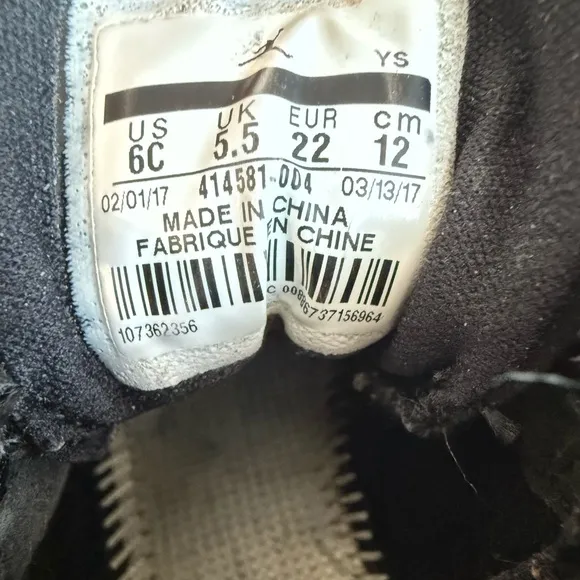 YS
US UK EUR cm
6C 5.5 22 12
02/01/17 414581-004 03/13/17
MADE IN CHINA
FABRIQUE EN CHINE
107362356